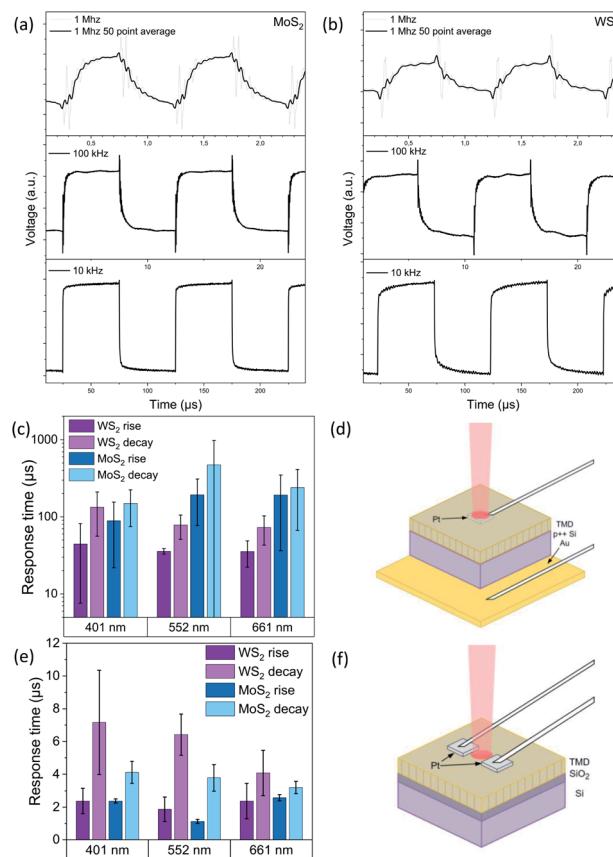 (a)
1 Mhz
1 Mhz 50 point average
MoS2
0,5 1,0 1,5 2,0
100 kHz
10 20
10 kHz
50 100 150 200
Voltage (a.u.)
Time (µs)
(b)
1 Mhz
1 Mhz 50 point average
WS
0,5 1,0 1,5 2,0
100 kHz
10 20
10 kHz
50 100 150 200
Voltage (a.u.)
Time (µs)
(c)
WS2 rise
WS2 decay
MoS2 rise
MoS2 decay
1000
100
10
Response time (µs)
401 nm 552 nm 661 nm
(d)
Pt
TMD
p++ Si
Au
(e)
WS2 rise
WS2 decay
MoS2 rise
MoS2 decay
12
10
8
6
4
2
0
Response time (µs)
401 nm 552 nm 661 nm
(f)
Pt
TMD
SiO2
Si